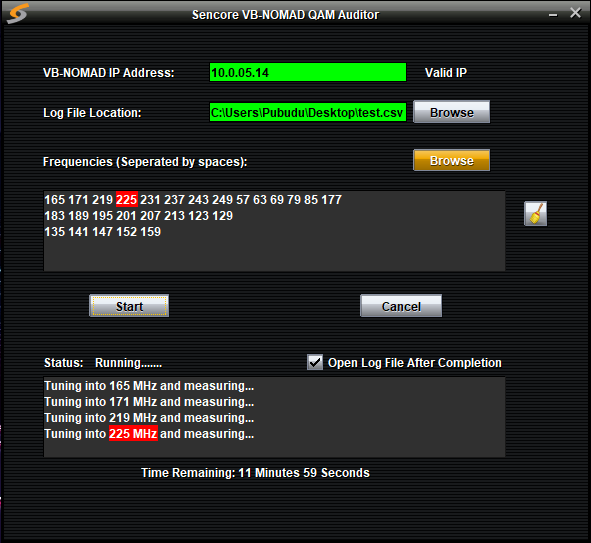 Sencore VB-NOMAD QAM Auditor
VB-NOMAD IP Address: 10.0.05.14 Valid IP
Log File Location: C:\Users\Pubudu\Desktop\test.csv Browse
Frequencies (Seperated by spaces): Browse
165 171 219 225 231 237 243 249 57 63 69 79 85 177
183 189 195 201 207 213 123 129
135 141 147 152 159
Start Cancel
Status: Running....... Open Log File After Completion
Tuning into 165 MHz and measuring...
Tuning into 171 MHz and measuring...
Tuning into 219 MHz and measuring...
Tuning into 225 MHz and measuring...
Time Remaining: 11 Minutes 59 Seconds